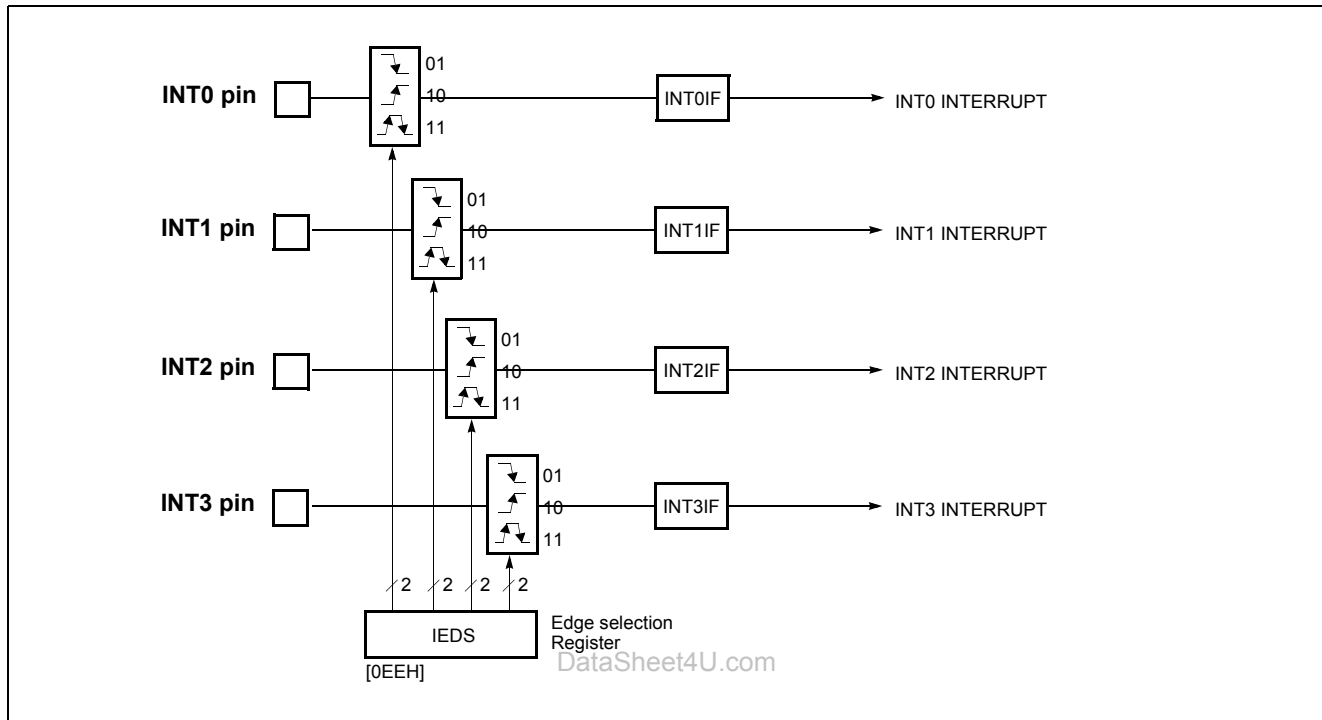 01
INT0 pin
10
INT0IF
INT0 INTERRUPT
11
01
INT1 pin
10
INT1IF
INT1 INTERRUPT
11
01
INT2 pin
10
INT2IF
INT2 INTERRUPT
11
01
INT3 pin
10
INT3IF
INT3 INTERRUPT
11
2 2 2 2
IEDS
Edge selection
Register
[0EEH]
DataSheet4U.com